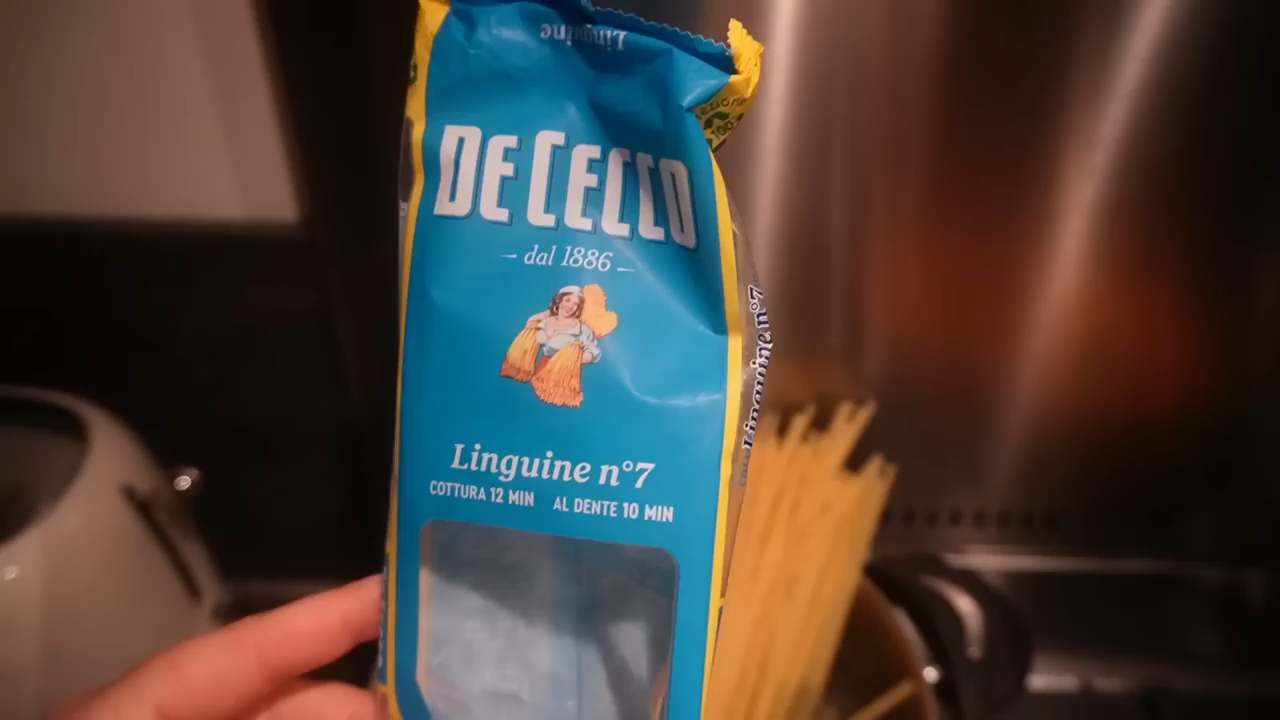 Linguine
DE CECCO
dal 1886
Linguine n°7
COTTURA 12 MIN AL DENTE 10 MIN
Linguine n°7